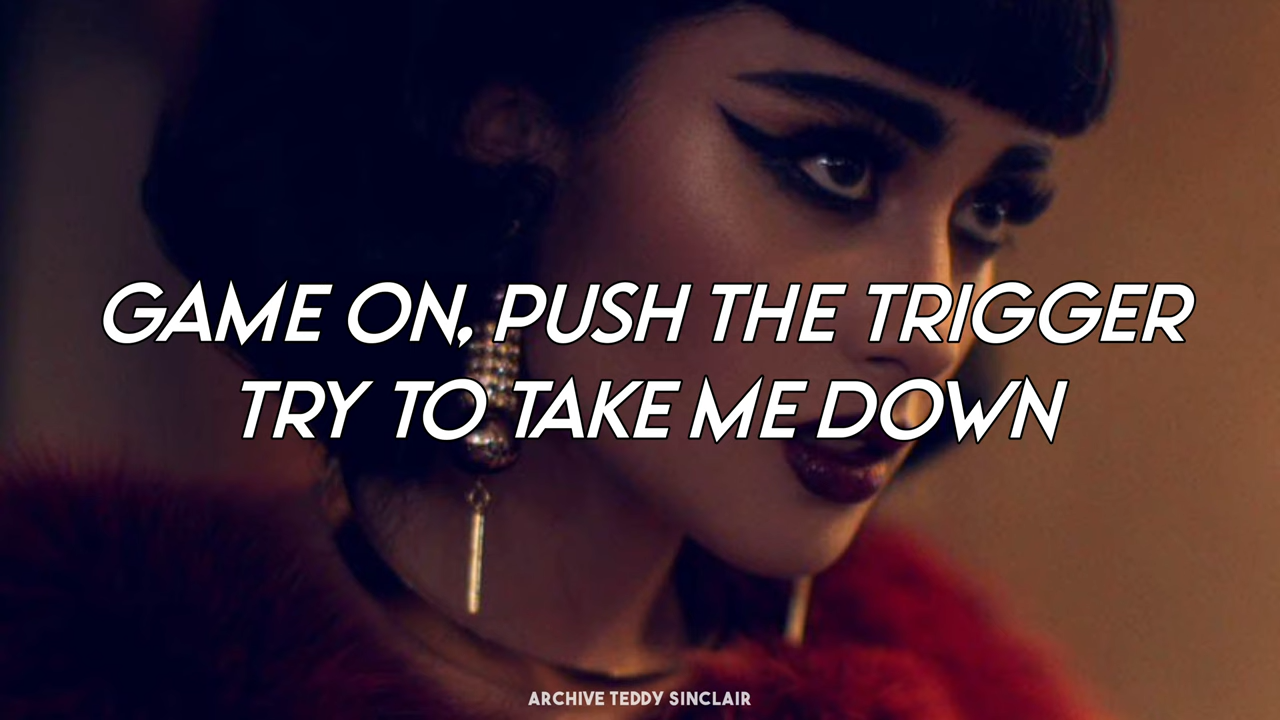 GAME ON, PUSH THE TRIGGER
TRY TO TAKE ME DOWN
ARCHIVE TEDDY SINCLAIR